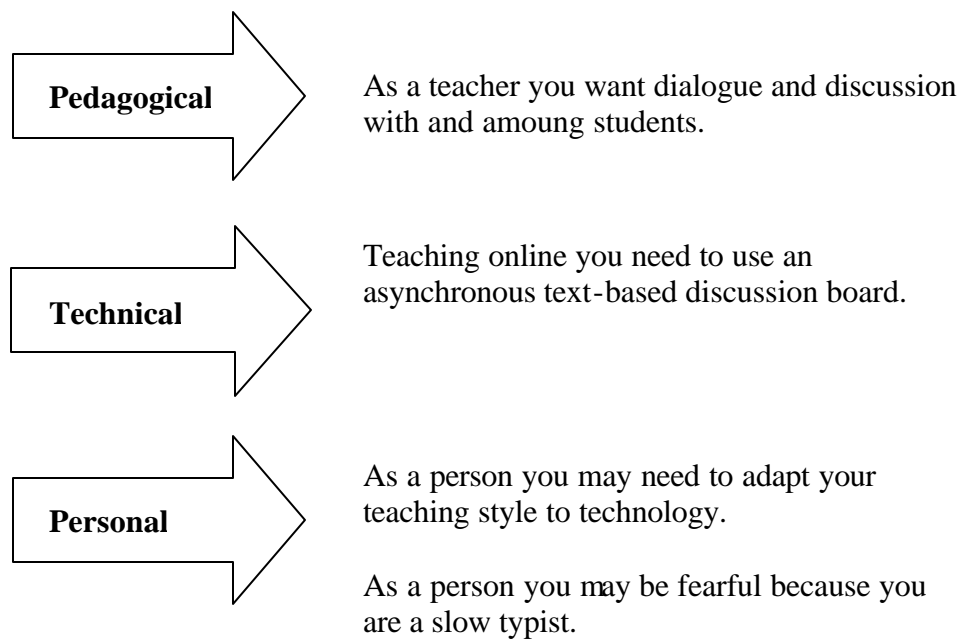 Pedagogical
As a teacher you want dialogue and discussion
with and amoung students.
Technical
Teaching online you need to use an
asynchronous text-based discussion board.
Personal
As a person you may need to adapt your
teaching style to technology.
As a person you may be fearful because you
are a slow typist.